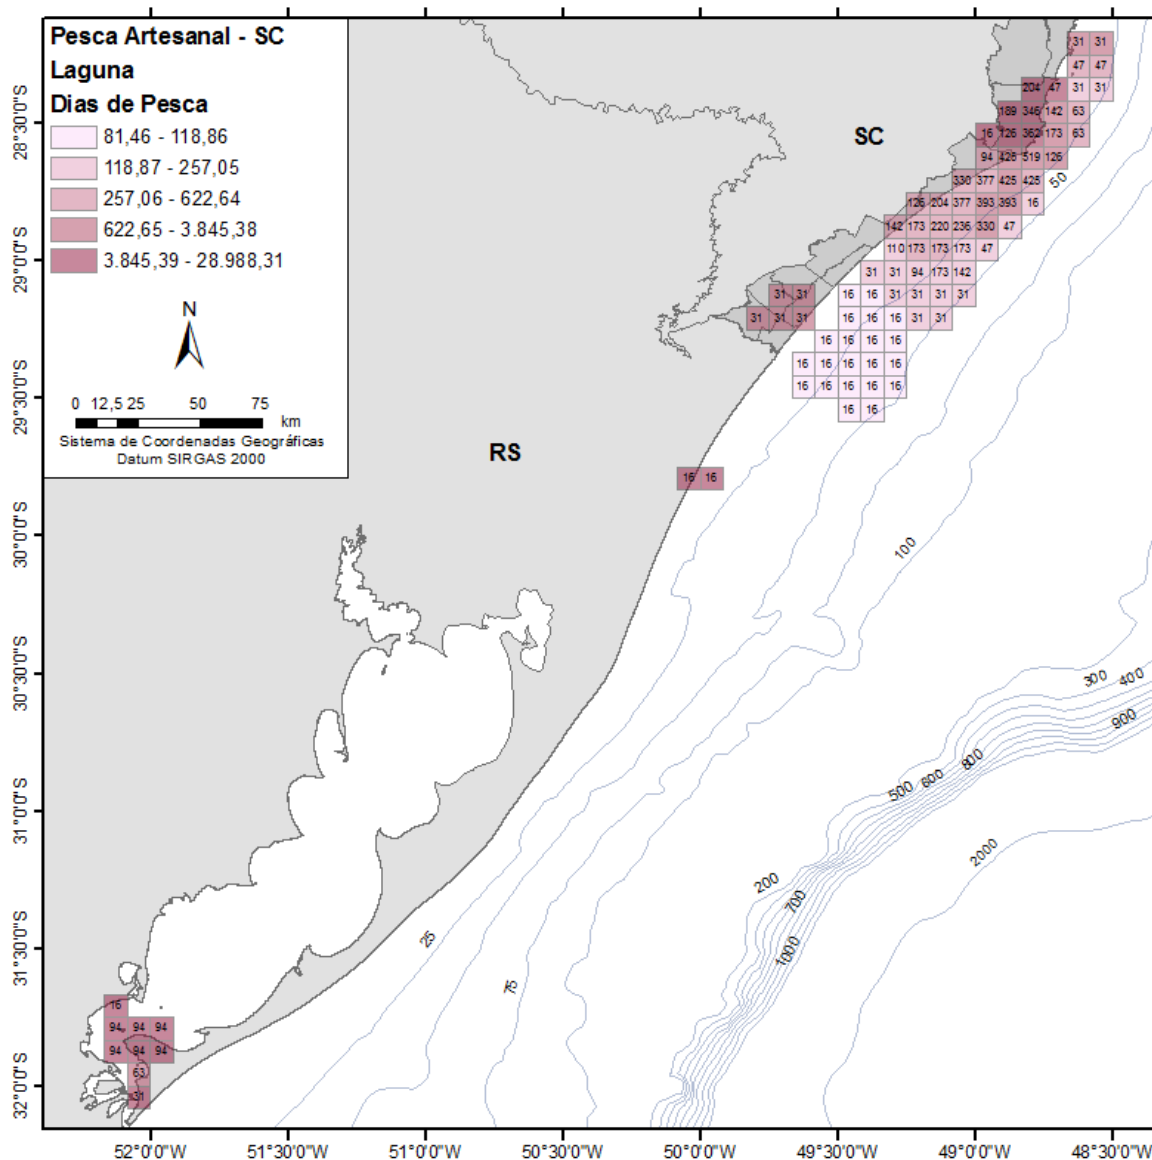 Pesca Artesanal - SC
Laguna
Dias de Pesca
81,46 - 118,86
118,87 - 257,05
257,06 - 622,64
622,65 - 3.845,38
3.845,39 - 28.988,31
N
0 12,5 25 50 75
km
Sistema de Coordenadas Geográficas
Datum SIRGAS 2000
SC
RS
31 31
47 47
204 47 31 31
189 346 142 63
16 126 362 173 63
94 426 519 126
330 377 425 425
50
126 204 377 393 393 16
142 173 220 236 330 47
110 173 173 173 47
31 31 94 173 142
31 31 16 16 31 31 31 31
31 31 31 16 16 16 31 31
16 16 16 16
16 16 16 16 16
16 16 16 16 16
16 16
16 16
100
300 400
900
800
600
500
2000
200
700
1000
25
75
16
94 94 94
94 94 94
63
31
28°30'0"S
29°0'0"S
29°30'0"S
30°0'0"S
30°30'0"S
31°0'0"S
31°30'0"S
32°0'0"S
52°0'0"W 51°30'0"W 51°0'0"W 50°30'0"W 50°0'0"W 49°30'0"W 49°0'0"W 48°30'0"W